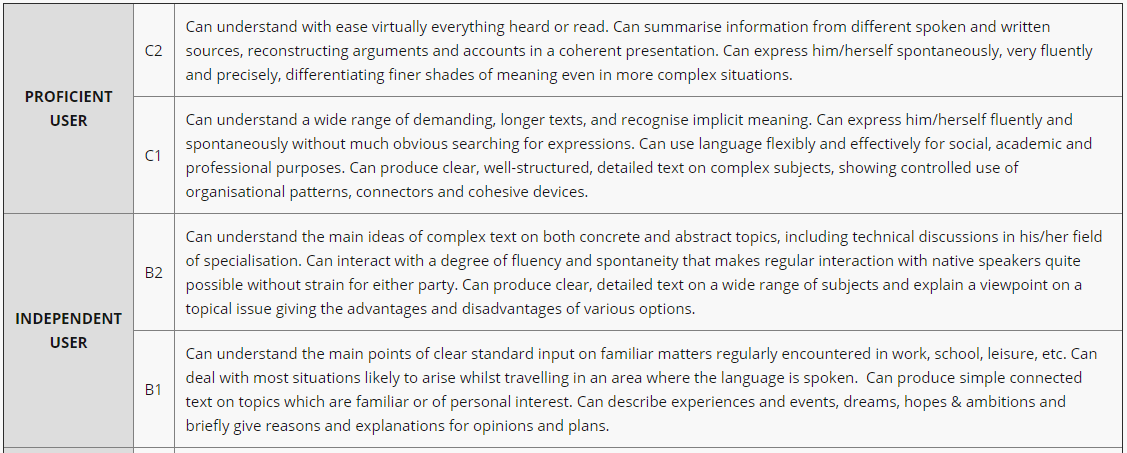 PROFICIENT
USER
C2
Can understand with ease virtually everything heard or read. Can summarise information from different spoken and written
sources, reconstructing arguments and accounts in a coherent presentation. Can express him/herself spontaneously, very fluently
and precisely, differentiating finer shades of meaning even in more complex situations.
C1
Can understand a wide range of demanding, longer texts, and recognise implicit meaning. Can express him/herself fluently and
spontaneously without much obvious searching for expressions. Can use language flexibly and effectively for social, academic and
professional purposes. Can produce clear, well-structured, detailed text on complex subjects, showing controlled use of
organisational patterns, connectors and cohesive devices.
INDEPENDENT
USER
B2
Can understand the main ideas of complex text on both concrete and abstract topics, including technical discussions in his/her field
of specialisation. Can interact with a degree of fluency and spontaneity that makes regular interaction with native speakers quite
possible without strain for either party. Can produce clear, detailed text on a wide range of subjects and explain a viewpoint on a
topical issue giving the advantages and disadvantages of various options.
B1
Can understand the main points of clear standard input on familiar matters regularly encountered in work, school, leisure, etc. Can
deal with most situations likely to arise whilst travelling in an area where the language is spoken.  Can produce simple connected
text on topics which are familiar or of personal interest. Can describe experiences and events, dreams, hopes & ambitions and
briefly give reasons and explanations for opinions and plans.